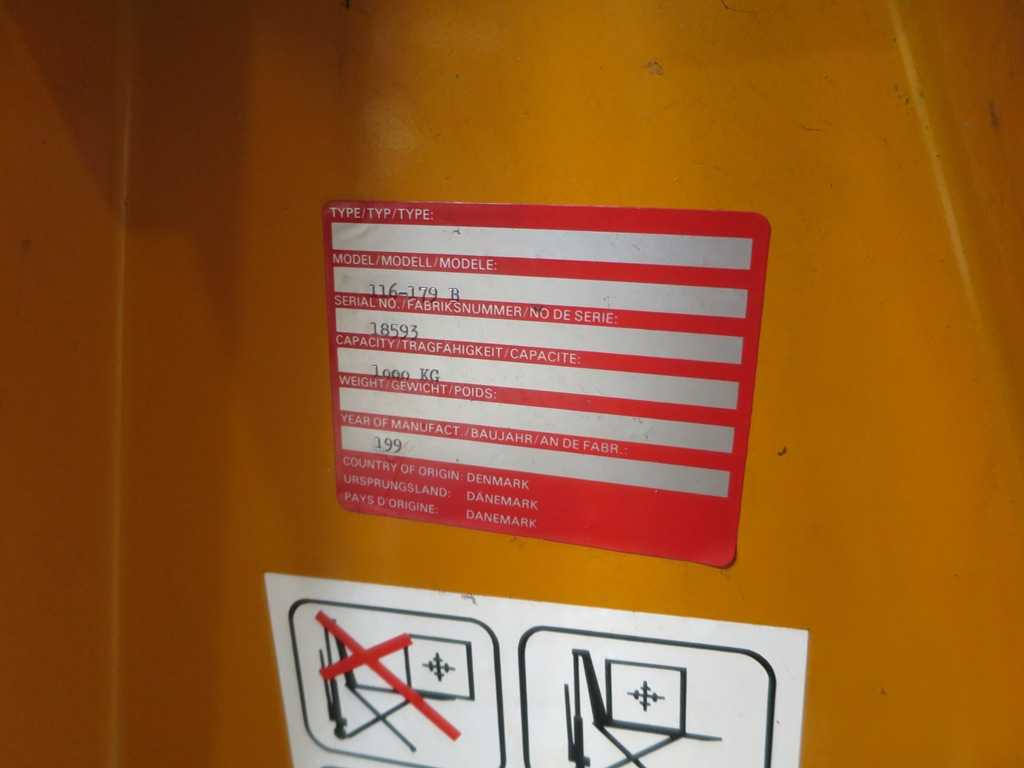 TYPE/TYP/TYPE:
MODEL/MODELL/MODELE:
116-179 B
SERIAL NO./FABRIKSNUMMER/NO DE SERIE:
18593
CAPACITY/TRAGFAHIGKEIT/CAPACITE:
1000 KG
WEIGHT/GEWICHT/POIDS:
YEAR OF MANUFACT./BAUJAHR/AN DE FABR.:
199
COUNTRY OF ORIGIN: DENMARK
URSPRUNGSLAND: DÄNEMARK
PAYS D'ORIGINE: DANEMARK